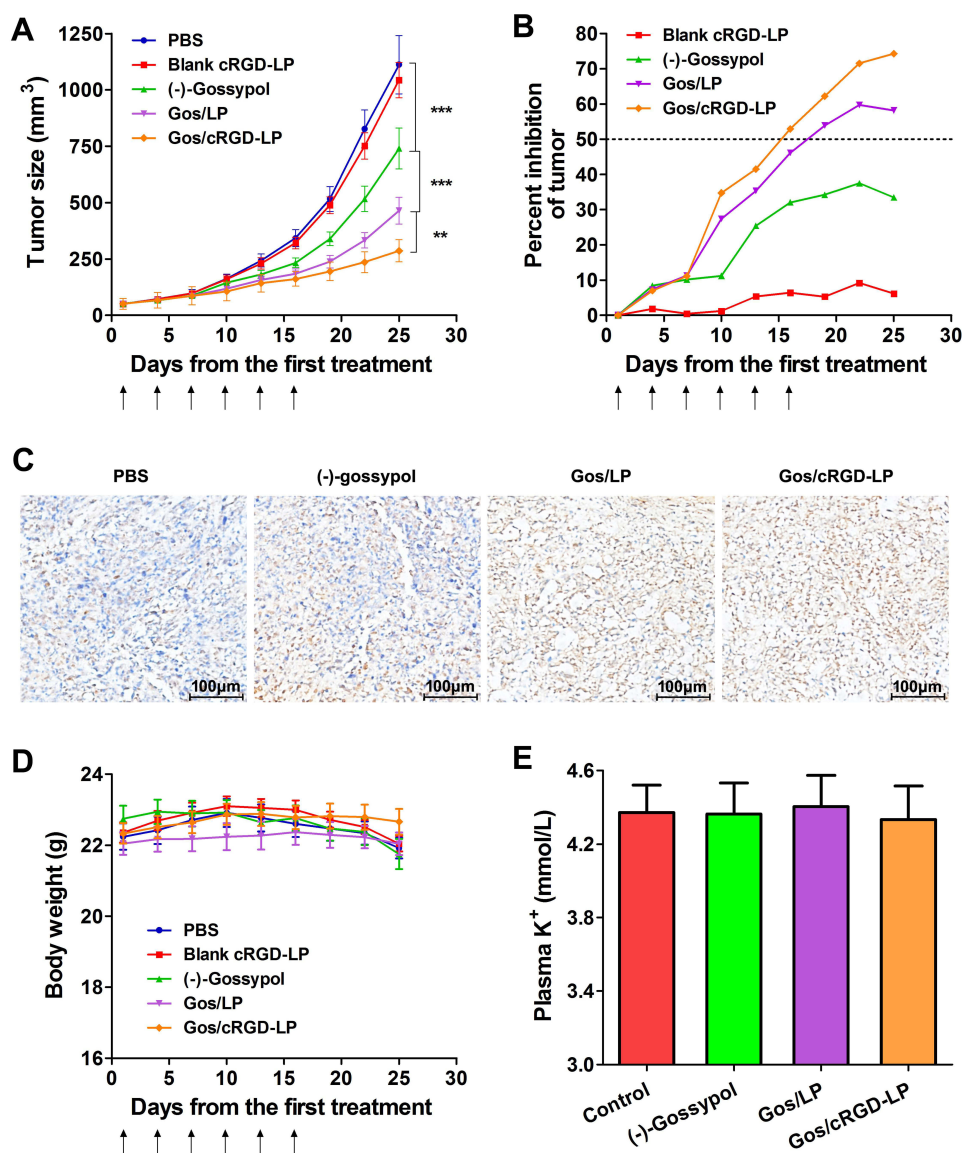 A
Tumor size (mm³)
1250
1000
750
500
250
0
PBS
Blank cRGD-LP
(-)-Gossypol
Gos/LP
Gos/cRGD-LP
***
***
**
0 5 10 15 20 25 30
Days from the first treatment
B
Percent inhibition
of tumor
80
70
60
50
40
30
20
10
0
Blank cRGD-LP
(-)-Gossypol
Gos/LP
Gos/cRGD-LP
0 5 10 15 20 25 30
Days from the first treatment
C
PBS
(-)-gossypol
Gos/LP
Gos/cRGD-LP
100μm
100μm
100μm
100μm
D
Body weight (g)
24
22
20
18
16
PBS
Blank cRGD-LP
(-)-Gossypol
Gos/LP
Gos/cRGD-LP
0 5 10 15 20 25 30
Days from the first treatment
E
Plasma K⁺ (mmol/L)
4.6
4.2
3.8
3.4
3.0
Control
(-)-Gossypol
Gos/LP
Gos/cRGD-LP